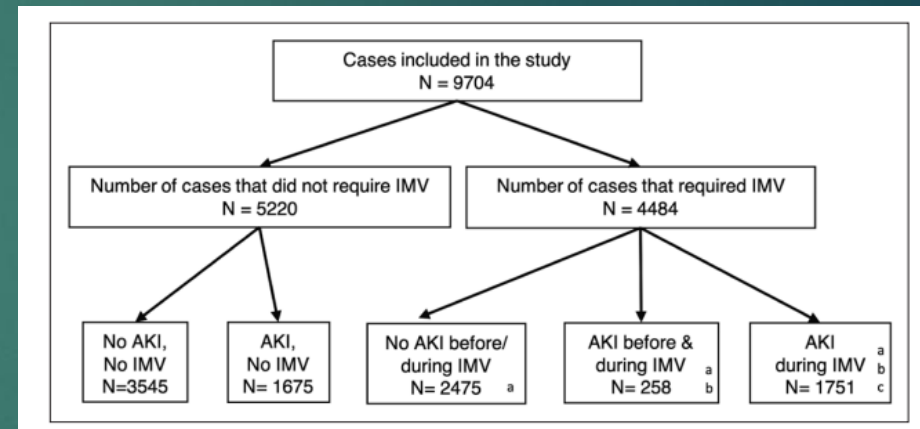 Cases included in the study
N = 9704
Number of cases that did not require IMV
N = 5220
Number of cases that required IMV
N = 4484
No AKI,
No IMV
N=3545
AKI,
No IMV
N= 1675
No AKI before/
during IMV
N= 2475 a
AKI before &
during IMV a
N= 258 b
AKI a
during IMV b
N= 1751 c